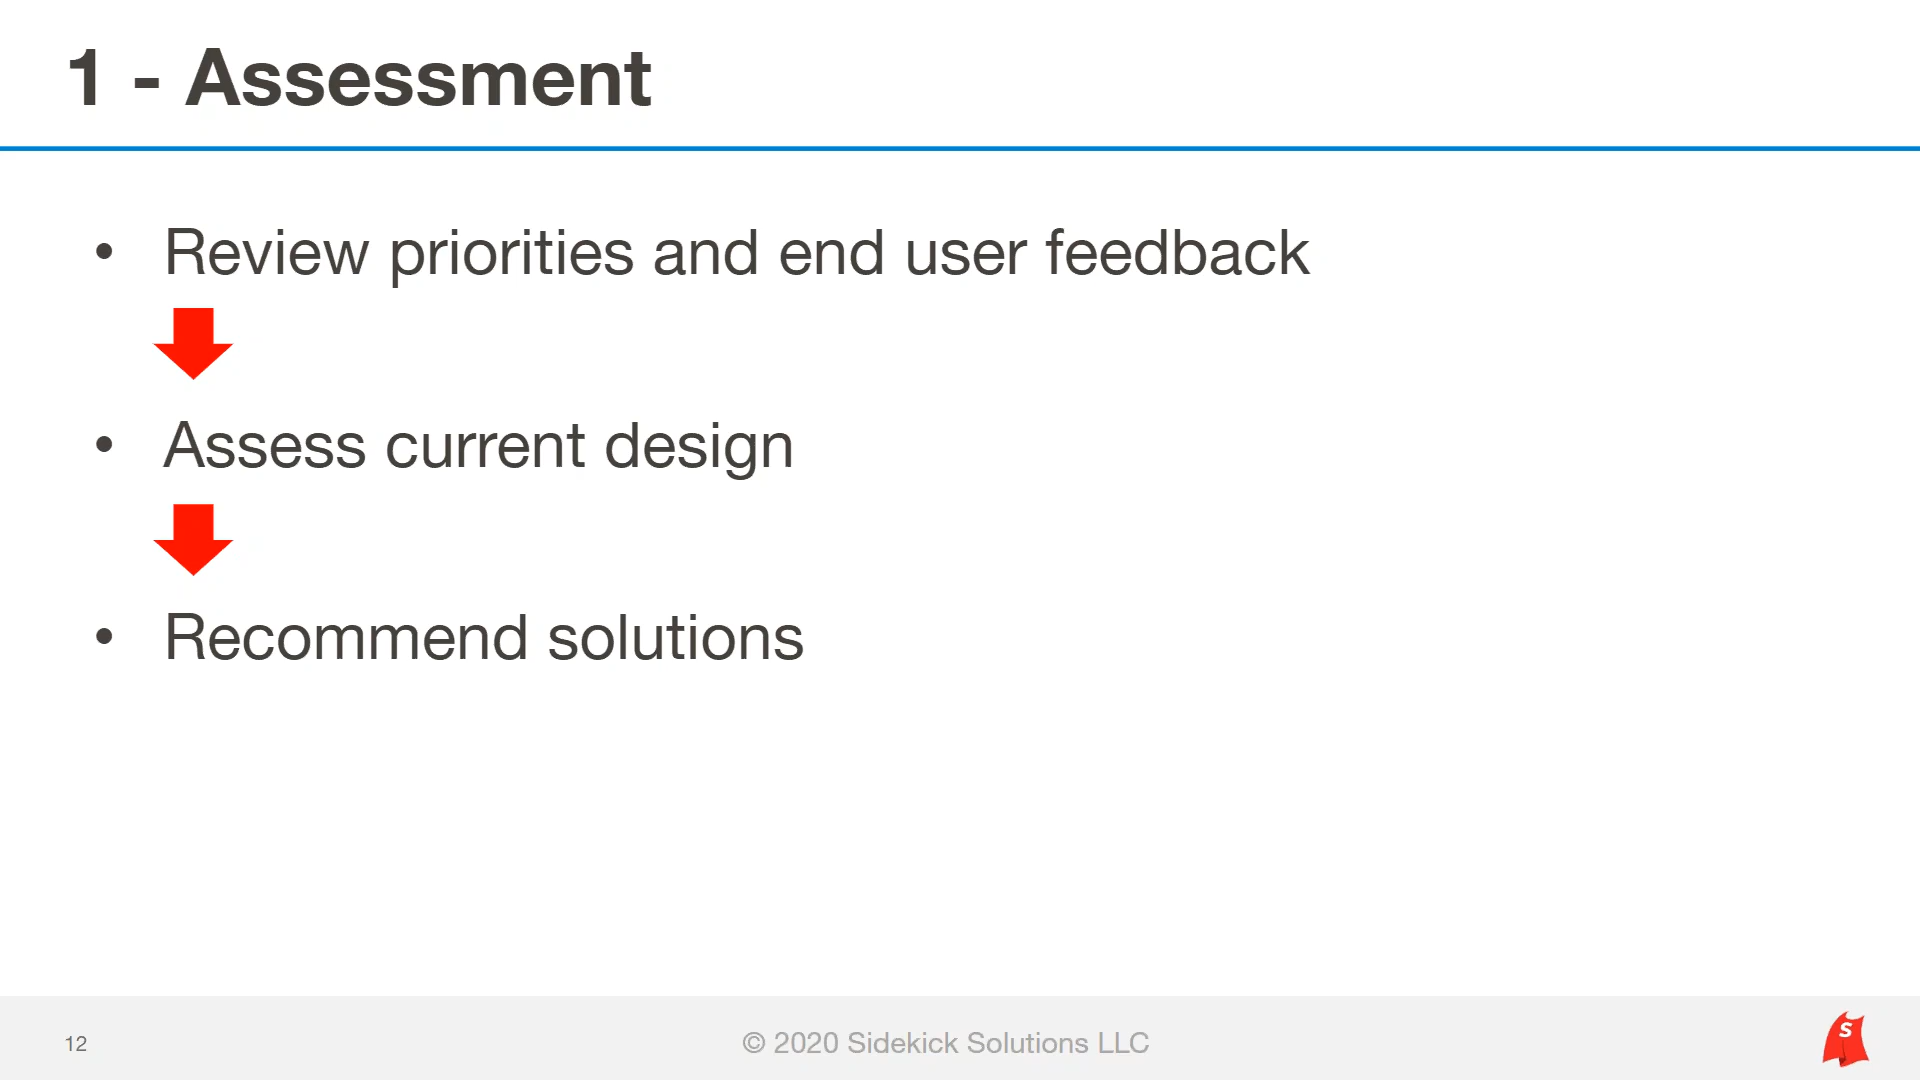 1 - Assessment
• Review priorities and end user feedback
• Assess current design
• Recommend solutions
12
© 2020 Sidekick Solutions LLC
S